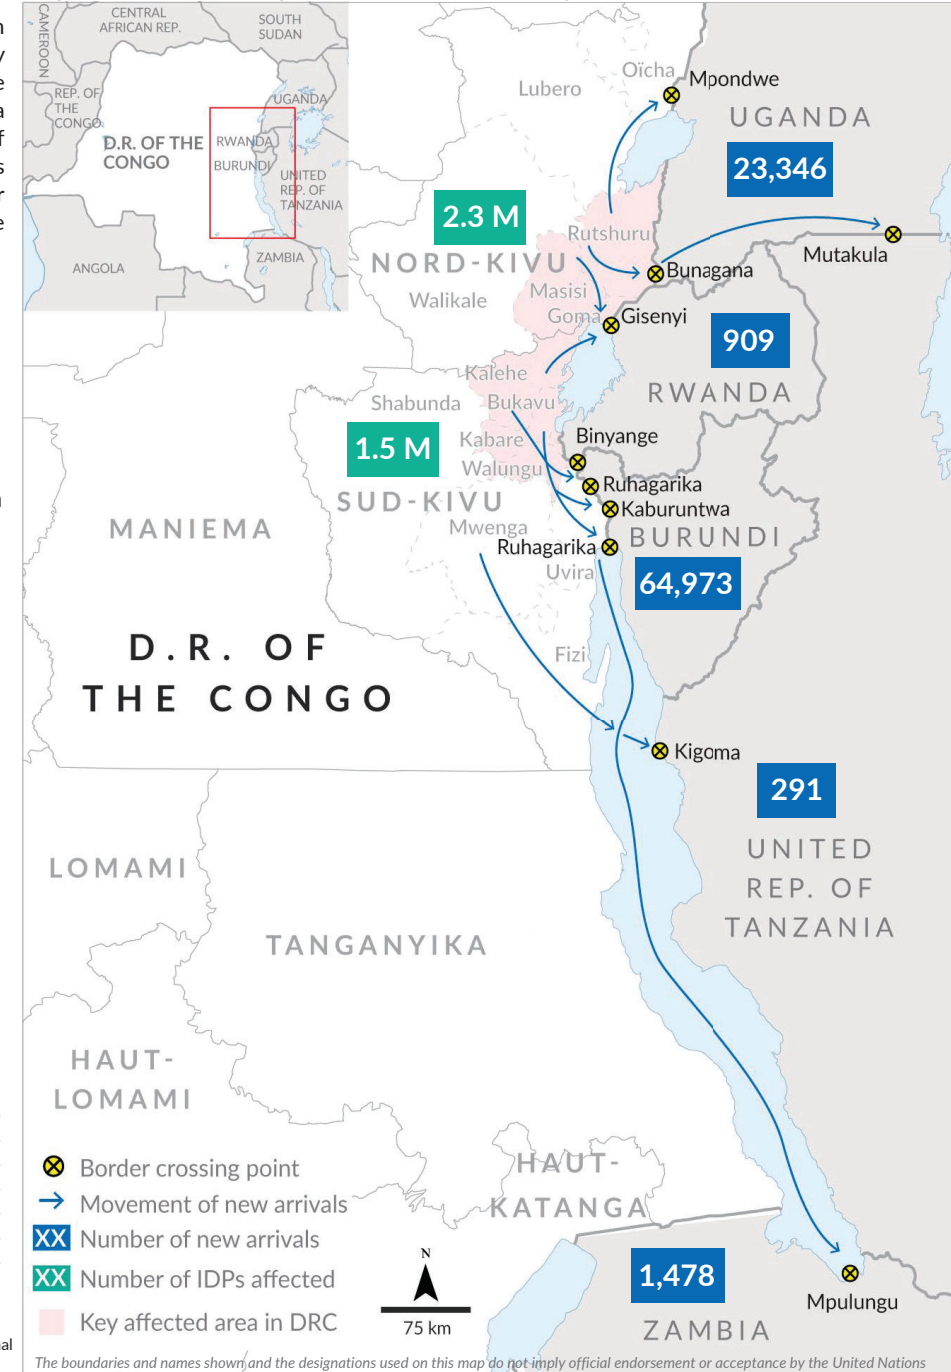 CAMEROON
CENTRAL
AFRICAN REP.
SOUTH
SUDAN
REP. OF
THE
CONGO
UGANDA
D.R. OF THE
CONGO
RWANDA
BURUNDI
UNITED
REP. OF
TANZANIA
ANGOLA
ZAMBIA
Oïcha
Mpondwe
Lubero
UGANDA
23,346
2.3 M
Rutshuru
Mutakula
NORD-KIVU
Bunagana
Masisi
Walikale
Goma
Gisenyi
909
Kalehe
RWANDA
Shabunda
Bukavu
Binyange
Kabare
1.5 M
Walungu
Ruhagarika
SUD-KIVU
Kaburuntwa
Mwenga
MANIEMA
BURUNDI
Ruhagarika
Uvira
64,973
D.R. OF
THE CONGO
Fizi
Kigoma
291
UNITED
REP. OF
TANZANIA
LOMAMI
TANGANYIKA
HAUT-
LOMAMI
HAUT-
KATANGA
Border crossing point
Movement of new arrivals
XX Number of new arrivals
XX Number of IDPs affected
Key affected area in DRC
N
75 km
1,478
Mpulungu
ZAMBIA
The boundaries and names shown and the designations used on this map do not imply official endorsement or acceptance by the United Nations